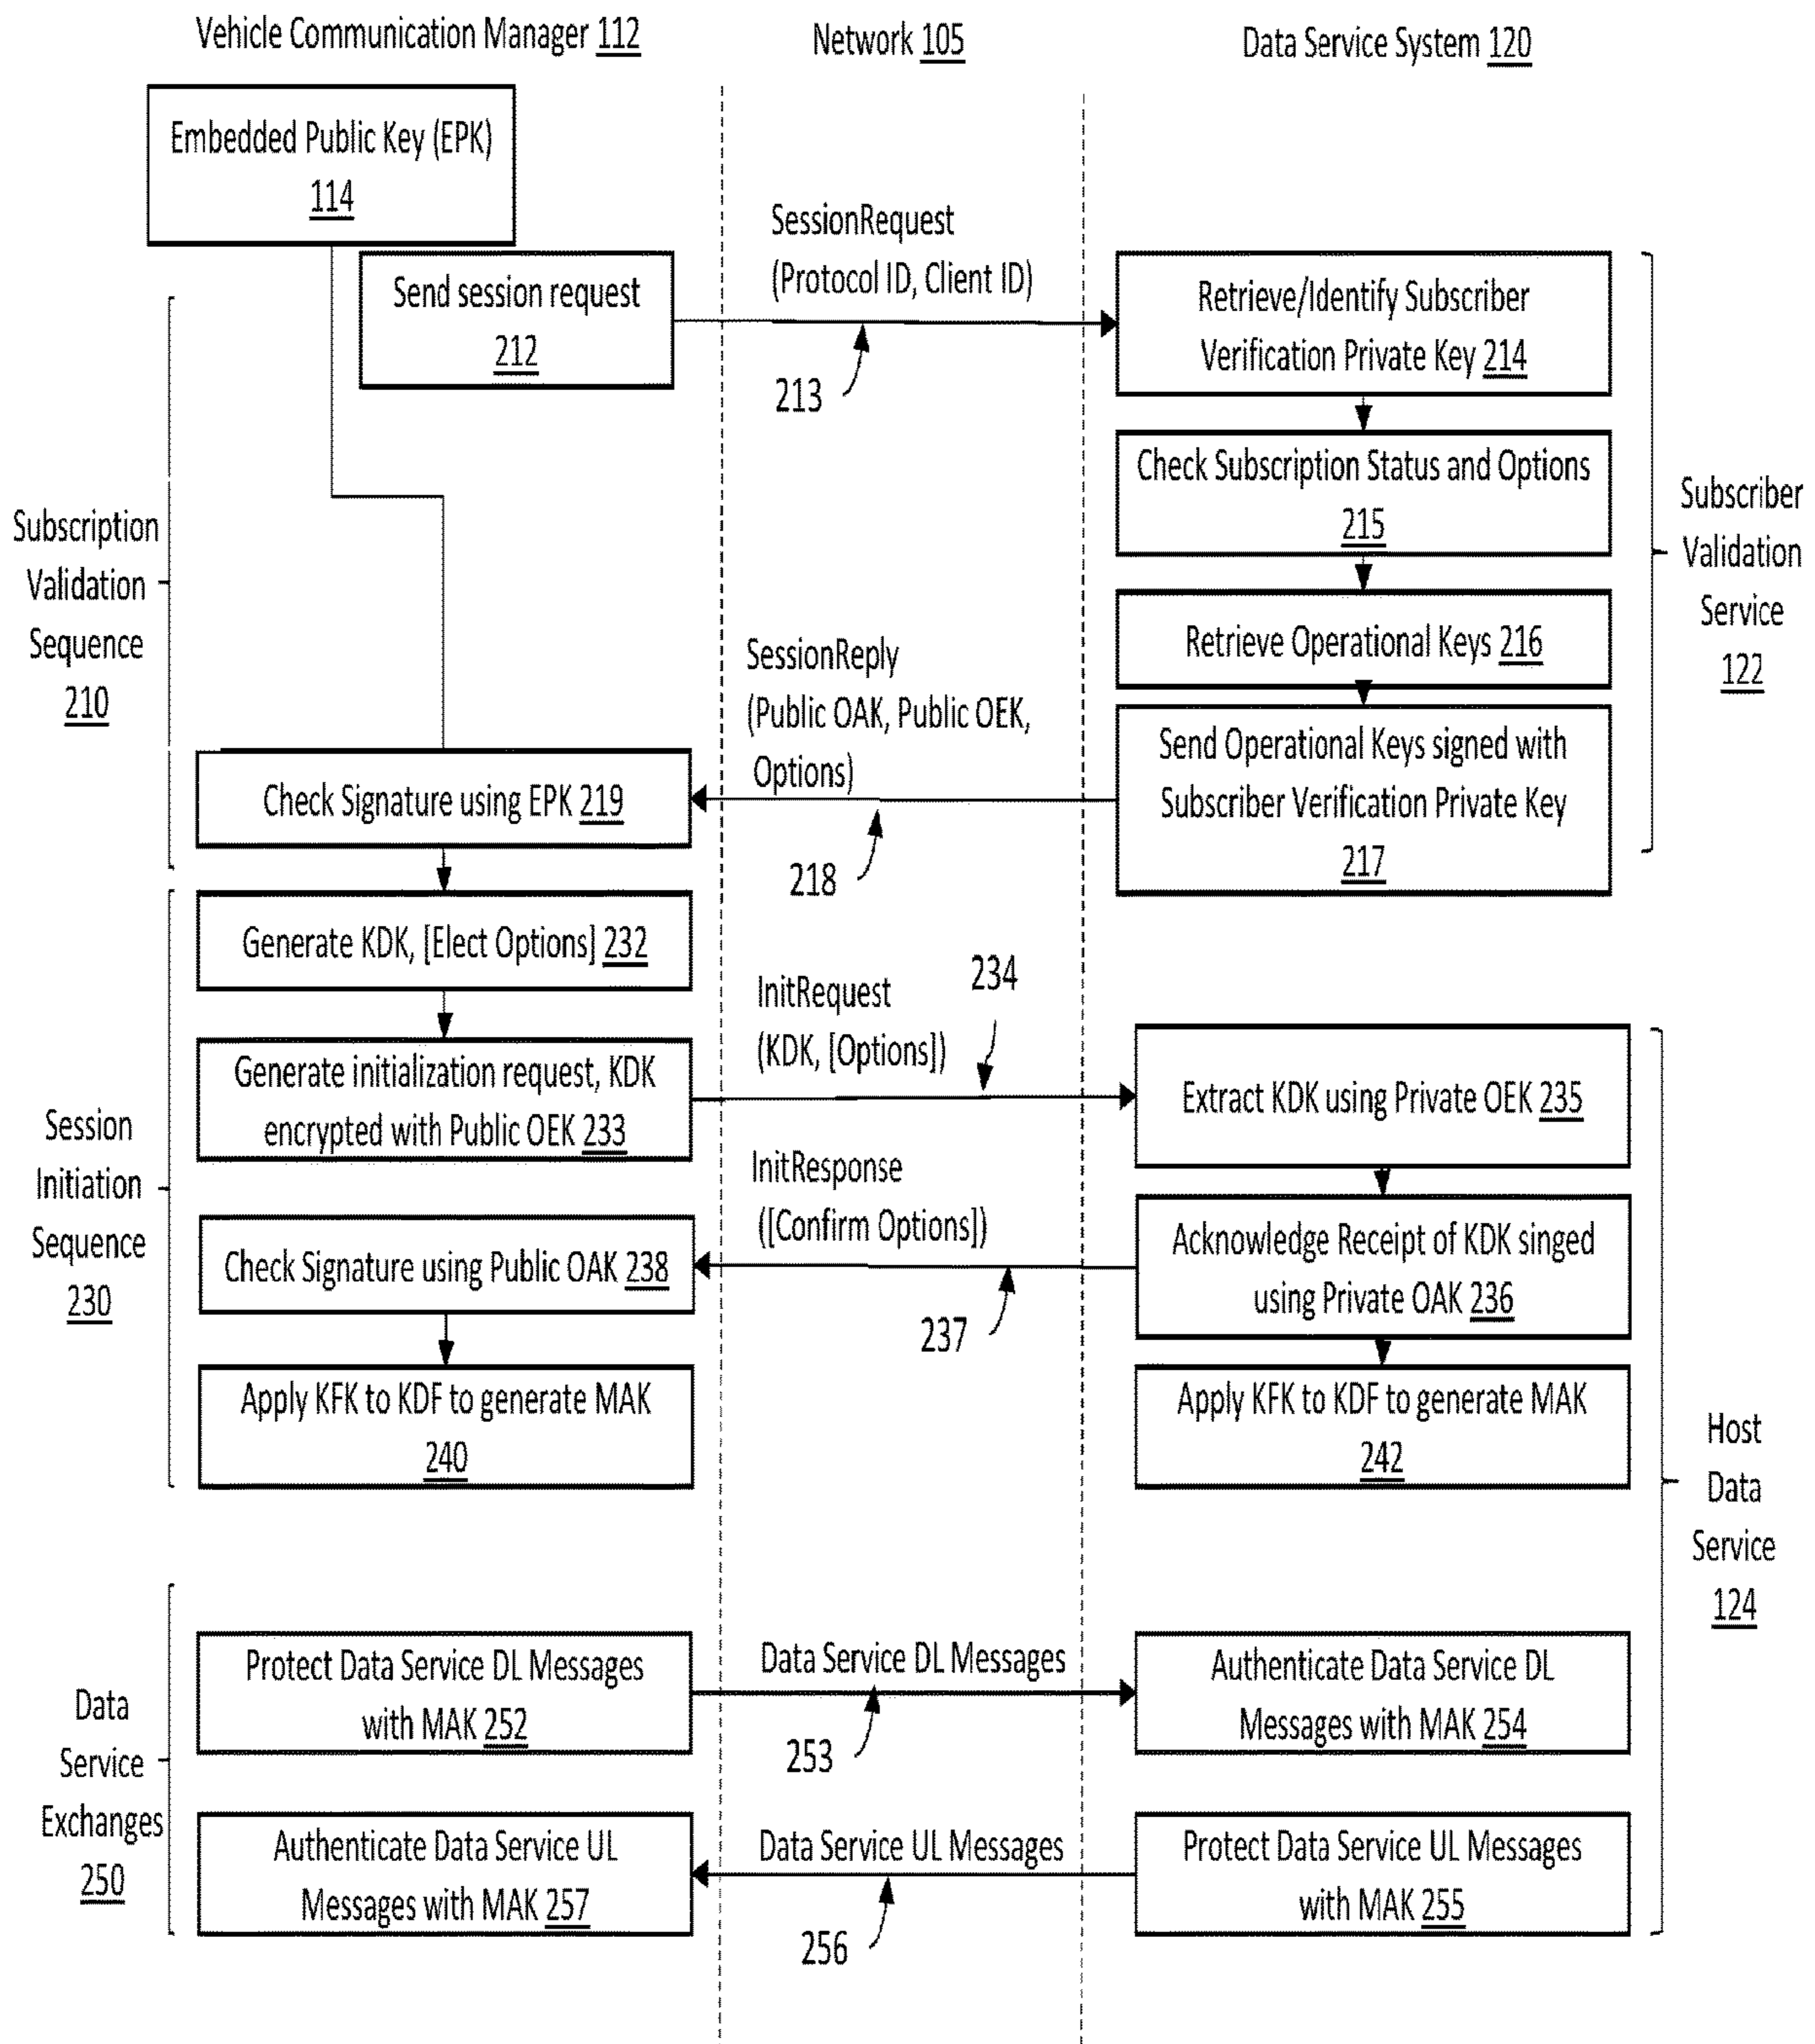 Vehicle Communication Manager 112
Network 105
Data Service System 120
Embedded Public Key (EPK)
114
Send session request
212
SessionRequest
(Protocol ID, Client ID)
213
Retrieve/Identify Subscriber
Verification Private Key 214
Check Subscription Status and Options
215
Retrieve Operational Keys 216
Send Operational Keys signed with
Subscriber Verification Private Key
217
Subscriber
Validation
Service
122
Subscription
Validation
Sequence
210
SessionReply
(Public OAK, Public OEK,
Options)
218
Check Signature using EPK 219
Generate KDK, [Elect Options] 232
Generate initialization request, KDK
encrypted with Public OEK 233
InitRequest
(KDK, [Options])
234
Extract KDK using Private OEK 235
Acknowledge Receipt of KDK singed
using Private OAK 236
InitResponse
([Confirm Options])
237
Check Signature using Public OAK 238
Apply KFK to KDF to generate MAK
240
Apply KFK to KDF to generate MAK
242
Session
Initiation
Sequence
230
Host
Data
Service
124
Data
Service
Exchanges
250
Protect Data Service DL Messages
with MAK 252
Data Service DL Messages
253
Authenticate Data Service DL
Messages with MAK 254
Authenticate Data Service UL
Messages with MAK 257
Data Service UL Messages
256
Protect Data Service UL Messages
with MAK 255